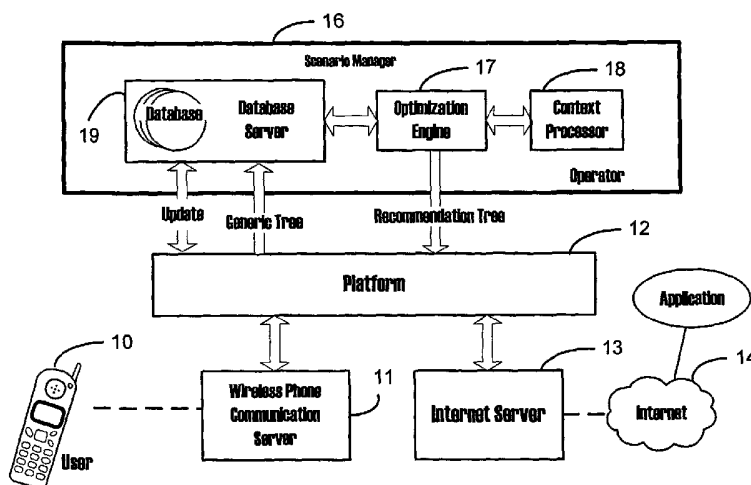 16
Scenario Manager
17
18
19
Database
Database
Server
Optimization
Engine
Context
Processor
Operator
Update
Generic Tree
Recommendation Tree
12
Platform
Application
10
13
14
Wireless Phone
Communication
Server
11
Internet Server
Internet
User